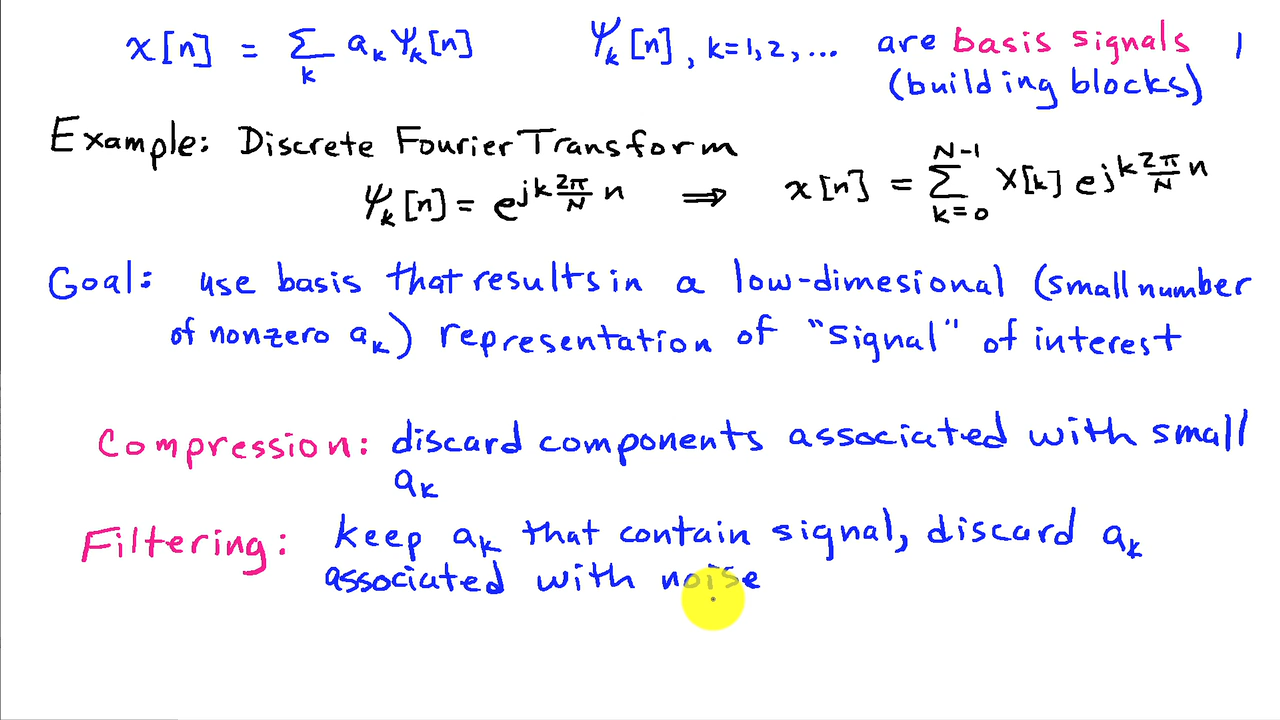 x[n] = Σ_k a_k Ψ_k[n] Ψ_k[n], k=1,2,... are basis signals 1
(building blocks)
Example: Discrete Fourier Transform
Ψ_k[n] = e^{jk 2π/N n} ⇒ x[n] = Σ_{k=0}^{N-1} X[k] e^{jk 2π/N n}
Goal: use basis that results in a low-dimesional (small number
of nonzero a_k) representation of "signal" of interest
Compression: discard components associated with small
a_k
Filtering: keep a_k that contain signal, discard a_k
associated with noise